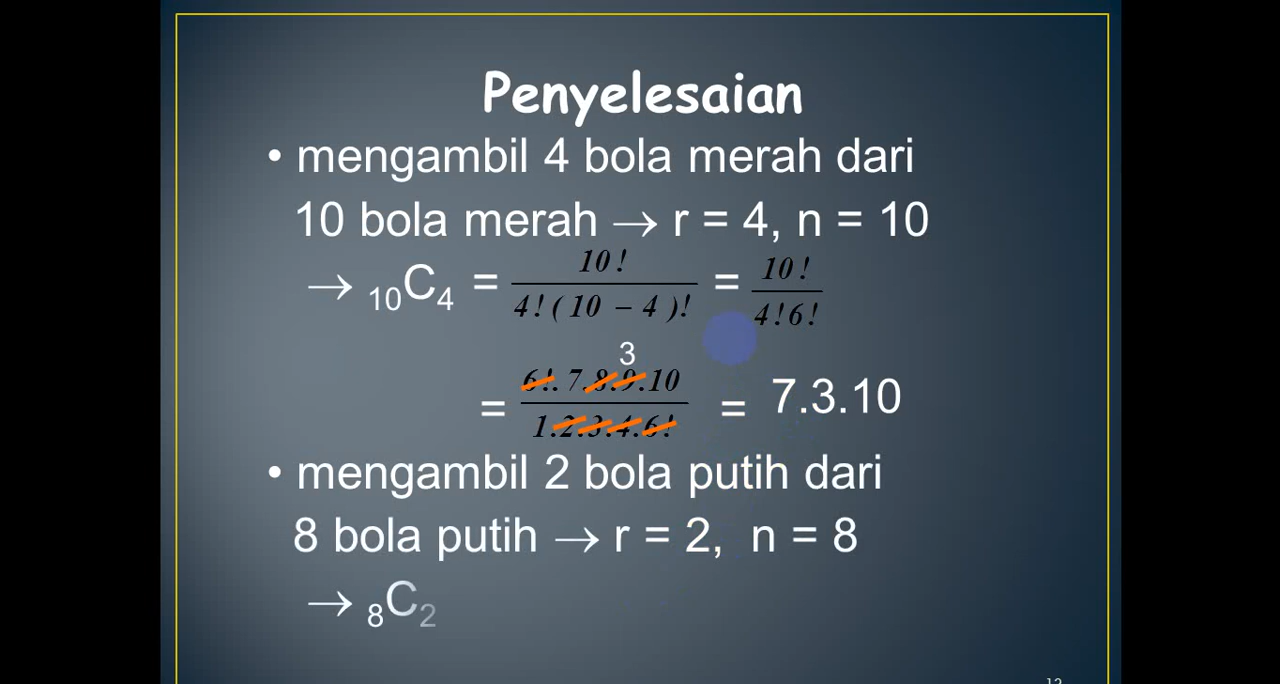 Penyelesaian
• mengambil 4 bola merah dari
10 bola merah → r = 4, n = 10
→ ₁₀C₄ = 10! / 4!(10 − 4)! = 10! / 4!6!
3
= 6!.7.8.9.10 / 1.2.3.4.6! = 7.3.10
• mengambil 2 bola putih dari
8 bola putih → r = 2, n = 8
→ ₈C₂